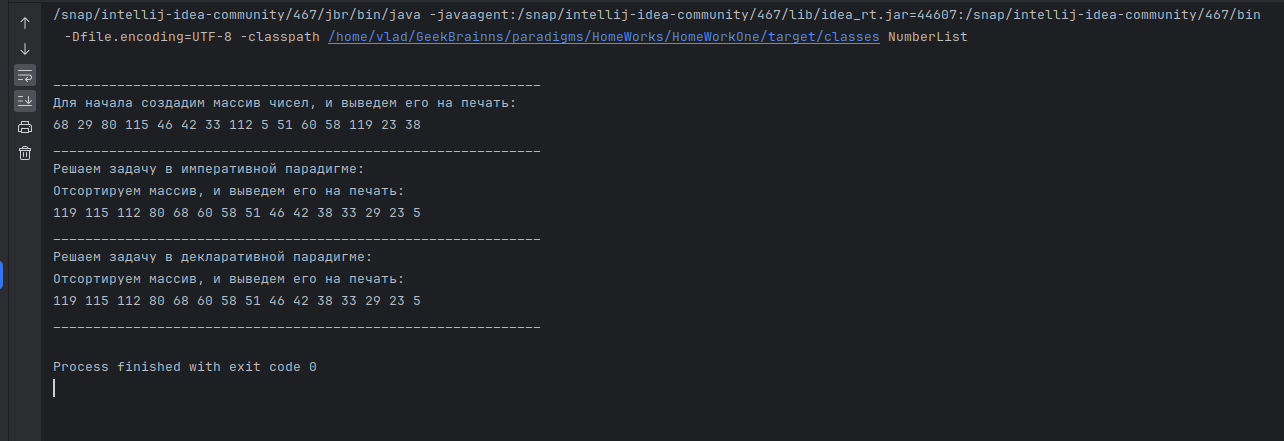 /snap/intellij-idea-community/467/jbr/bin/java -javaagent:/snap/intellij-idea-community/467/lib/idea_rt.jar=44607:/snap/intellij-idea-community/467/bin
-Dfile.encoding=UTF-8 -classpath /home/vlad/GeekBrainns/paradigms/HomeWorks/HomeWorkOne/target/classes NumberList
_____________________________________________________________
Для начала создадим массив чисел, и выведем его на печать:
68 29 80 115 46 42 33 112 5 51 60 58 119 23 38
_____________________________________________________________
Решаем задачу в императивной парадигме:
Отсортируем массив, и выведем его на печать:
119 115 112 80 68 60 58 51 46 42 38 33 29 23 5
_____________________________________________________________
Решаем задачу в декларативной парадигме:
Отсортируем массив, и выведем его на печать:
119 115 112 80 68 60 58 51 46 42 38 33 29 23 5
_____________________________________________________________
Process finished with exit code 0